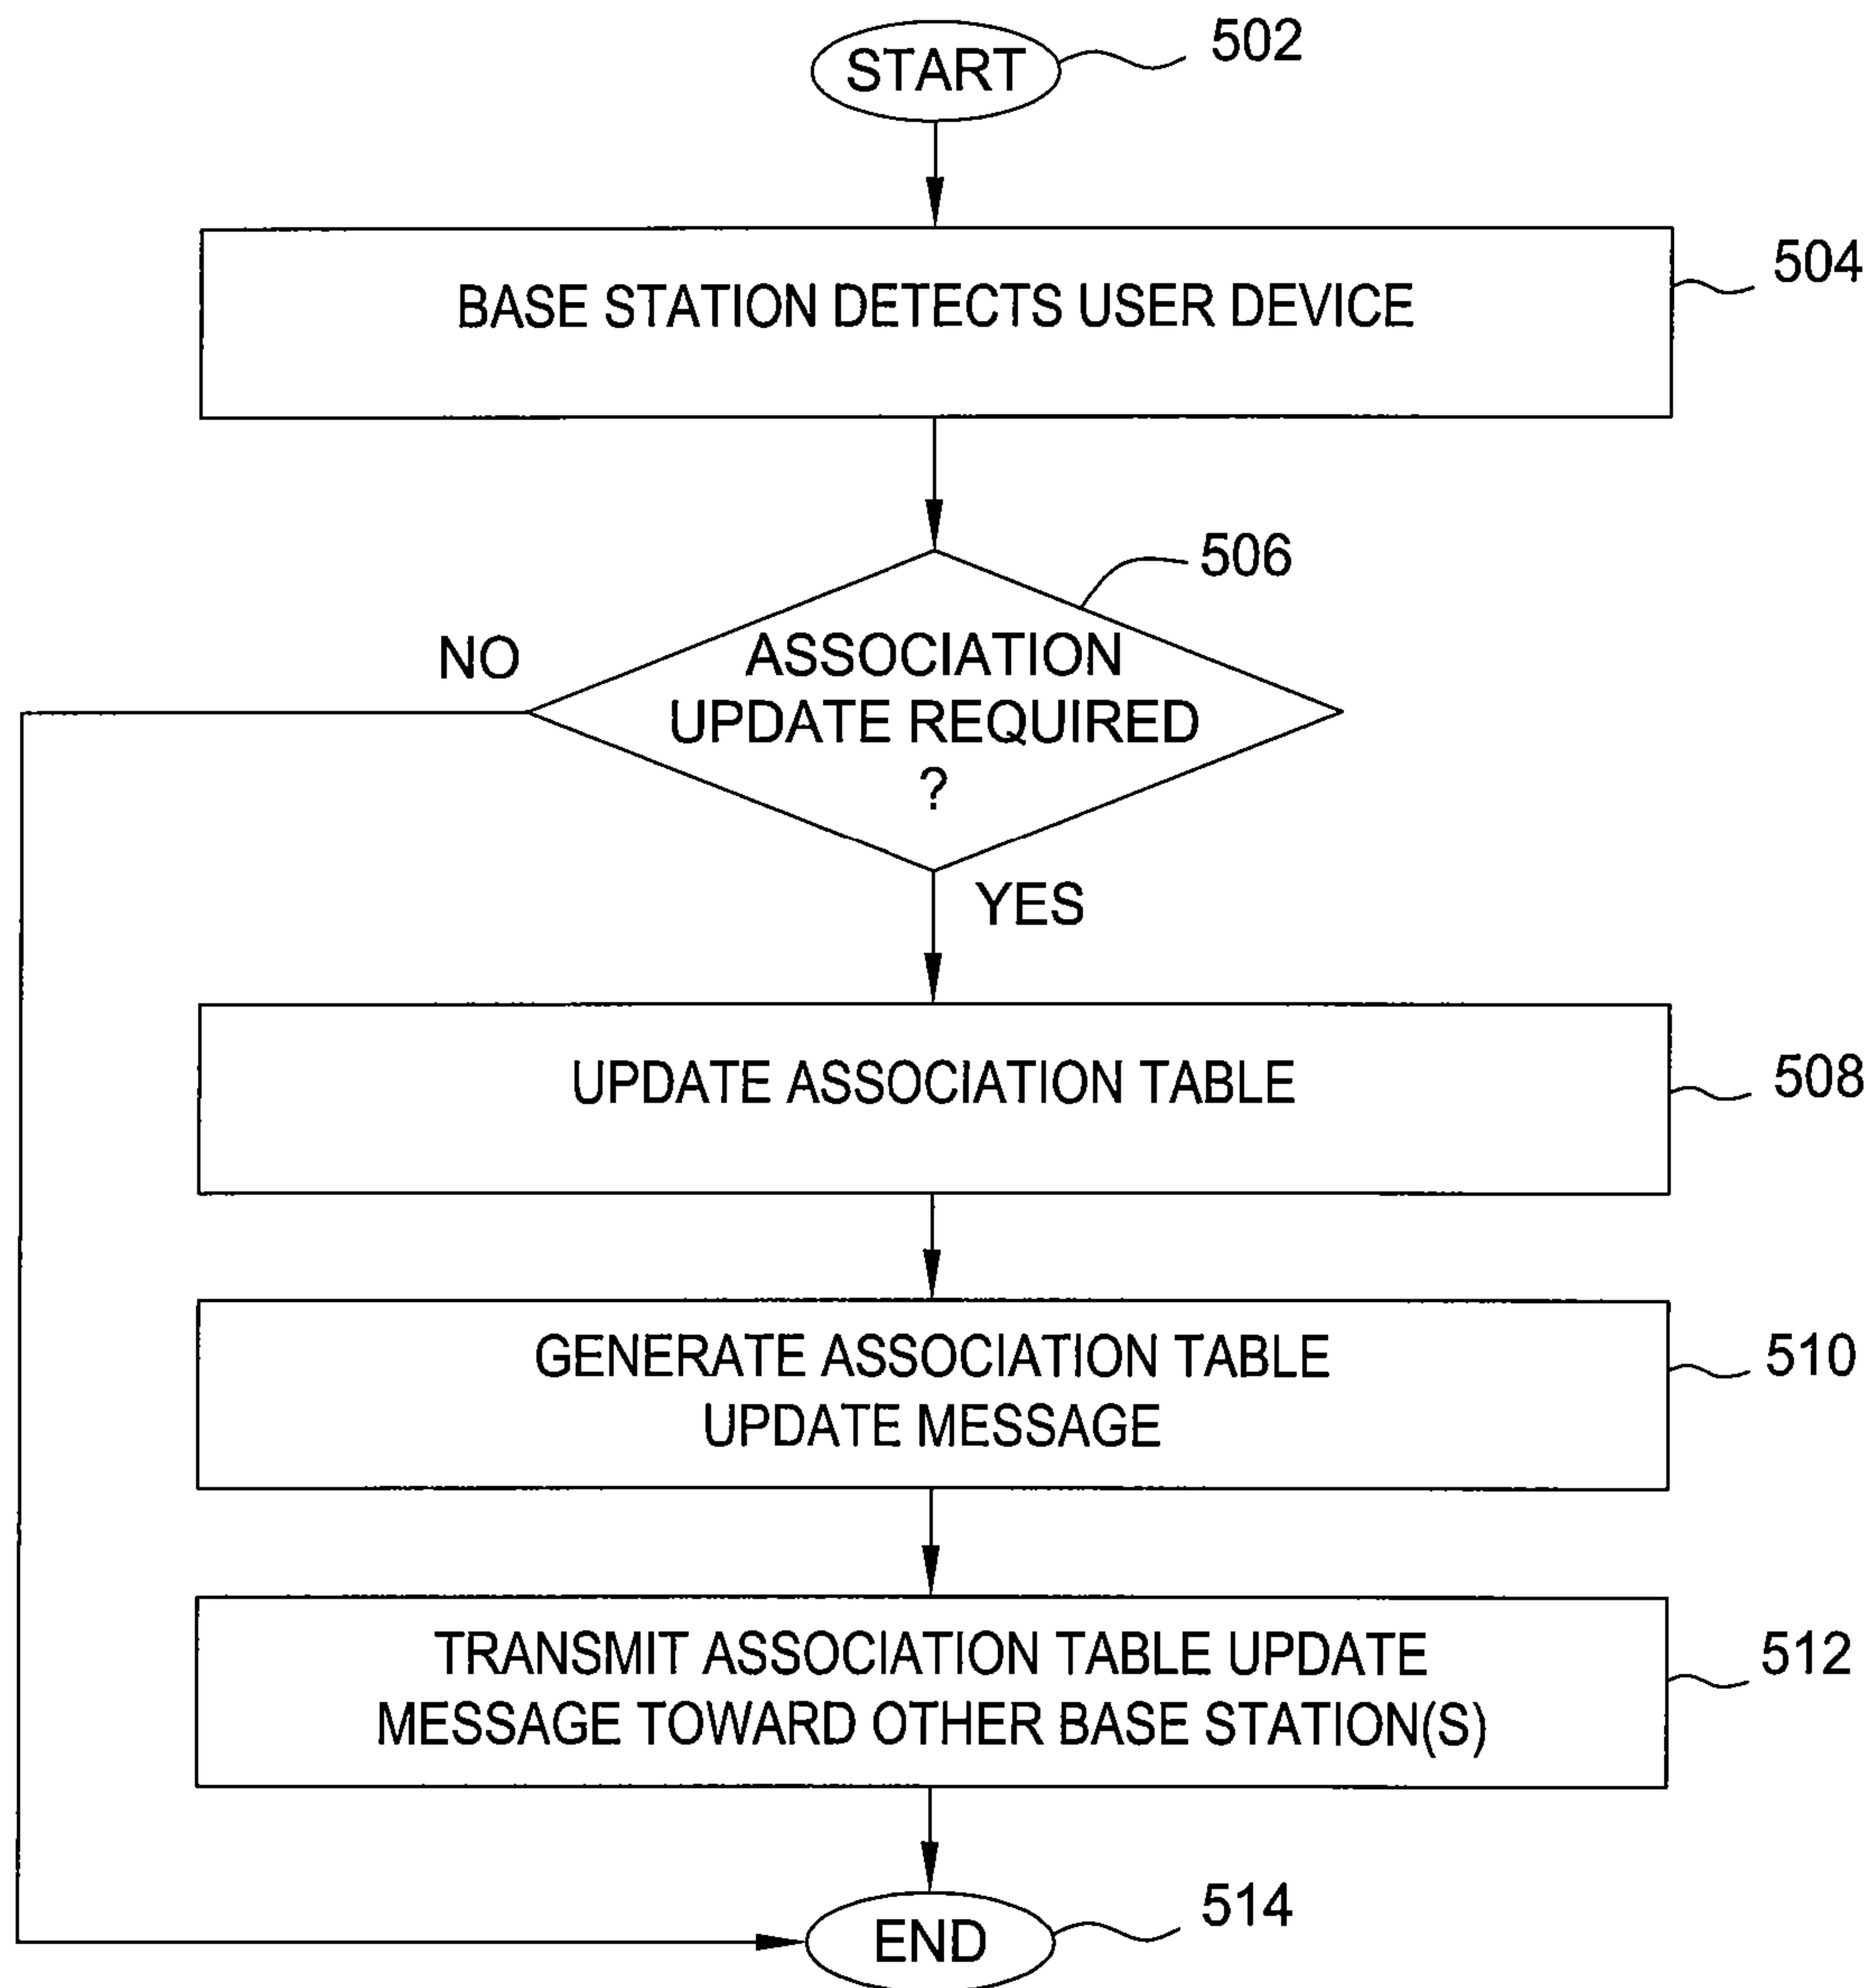 START
502
BASE STATION DETECTS USER DEVICE
504
506
NO
ASSOCIATION
UPDATE REQUIRED
?
YES
UPDATE ASSOCIATION TABLE
508
GENERATE ASSOCIATION TABLE
UPDATE MESSAGE
510
TRANSMIT ASSOCIATION TABLE UPDATE
MESSAGE TOWARD OTHER BASE STATION(S)
512
END
514